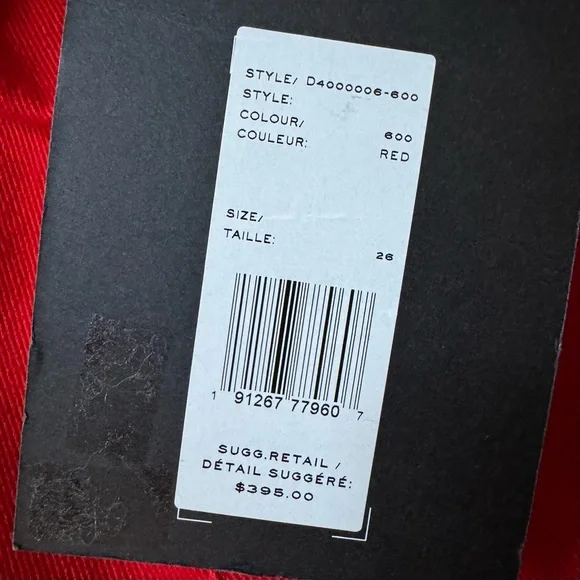 STYLE/ D4000006-600
STYLE:
COLOUR/ 600
COULEUR: RED
SIZE/
TAILLE: 26
1 91267 77960 7
SUGG.RETAIL /
DÉTAIL SUGGÉRÉ:
$395.00